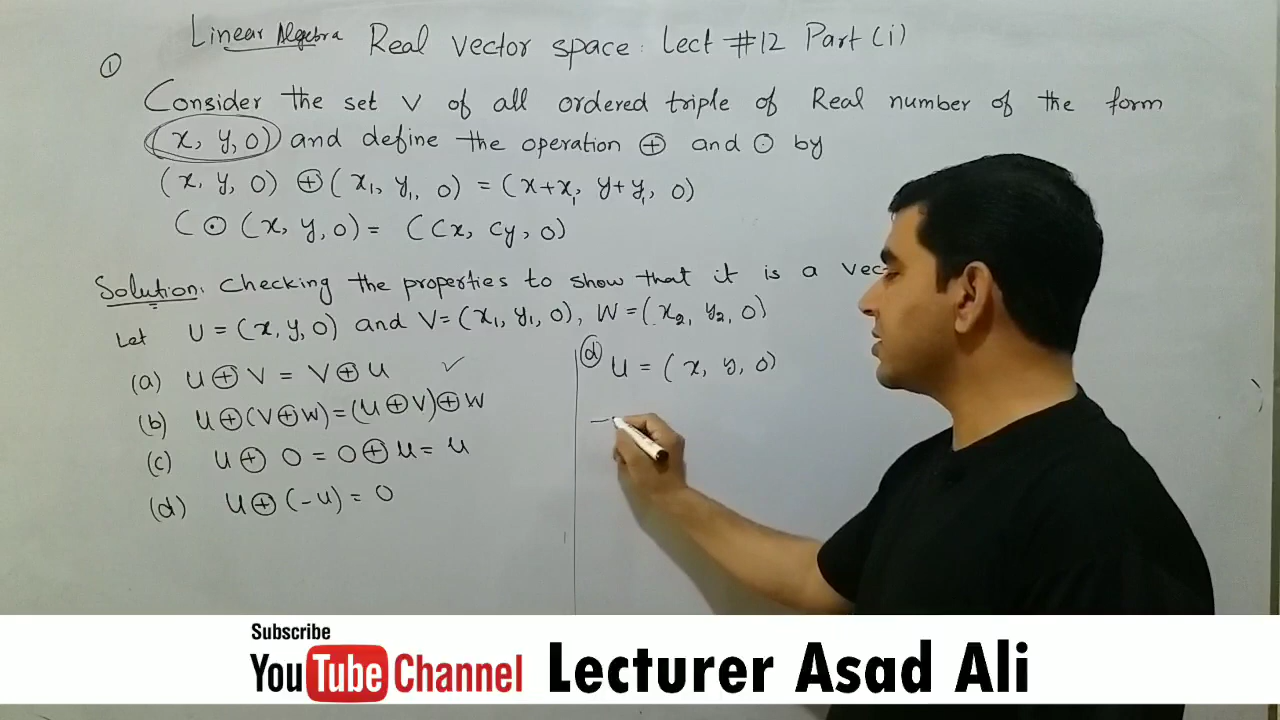 Linear Algebra Real vector space: Lect #12 Part (i)
①
Consider the set V of all ordered triple of Real number of the form
(x, y, 0) and define the operation ⊕ and ⊙ by
(x, y, 0) ⊕ (x₁, y₁, 0) = (x+x₁, y+y₁, 0)
C ⊙ (x, y, 0) = (Cx, Cy, 0)
Solution: checking the properties to show that it is a
Let U = (x, y, 0) and V = (x₁, y₁, 0), W = (x₂, y₂, 0)
(a) U ⊕ V = V ⊕ U ✓
(b) U ⊕ (V ⊕ W) = (U ⊕ V) ⊕ W
(c) U ⊕ 0 = 0 ⊕ U = U
(d) U ⊕ (-U) = 0
(d) U = (x, y, 0)
Subscribe
YouTube Channel Lecturer Asad Ali